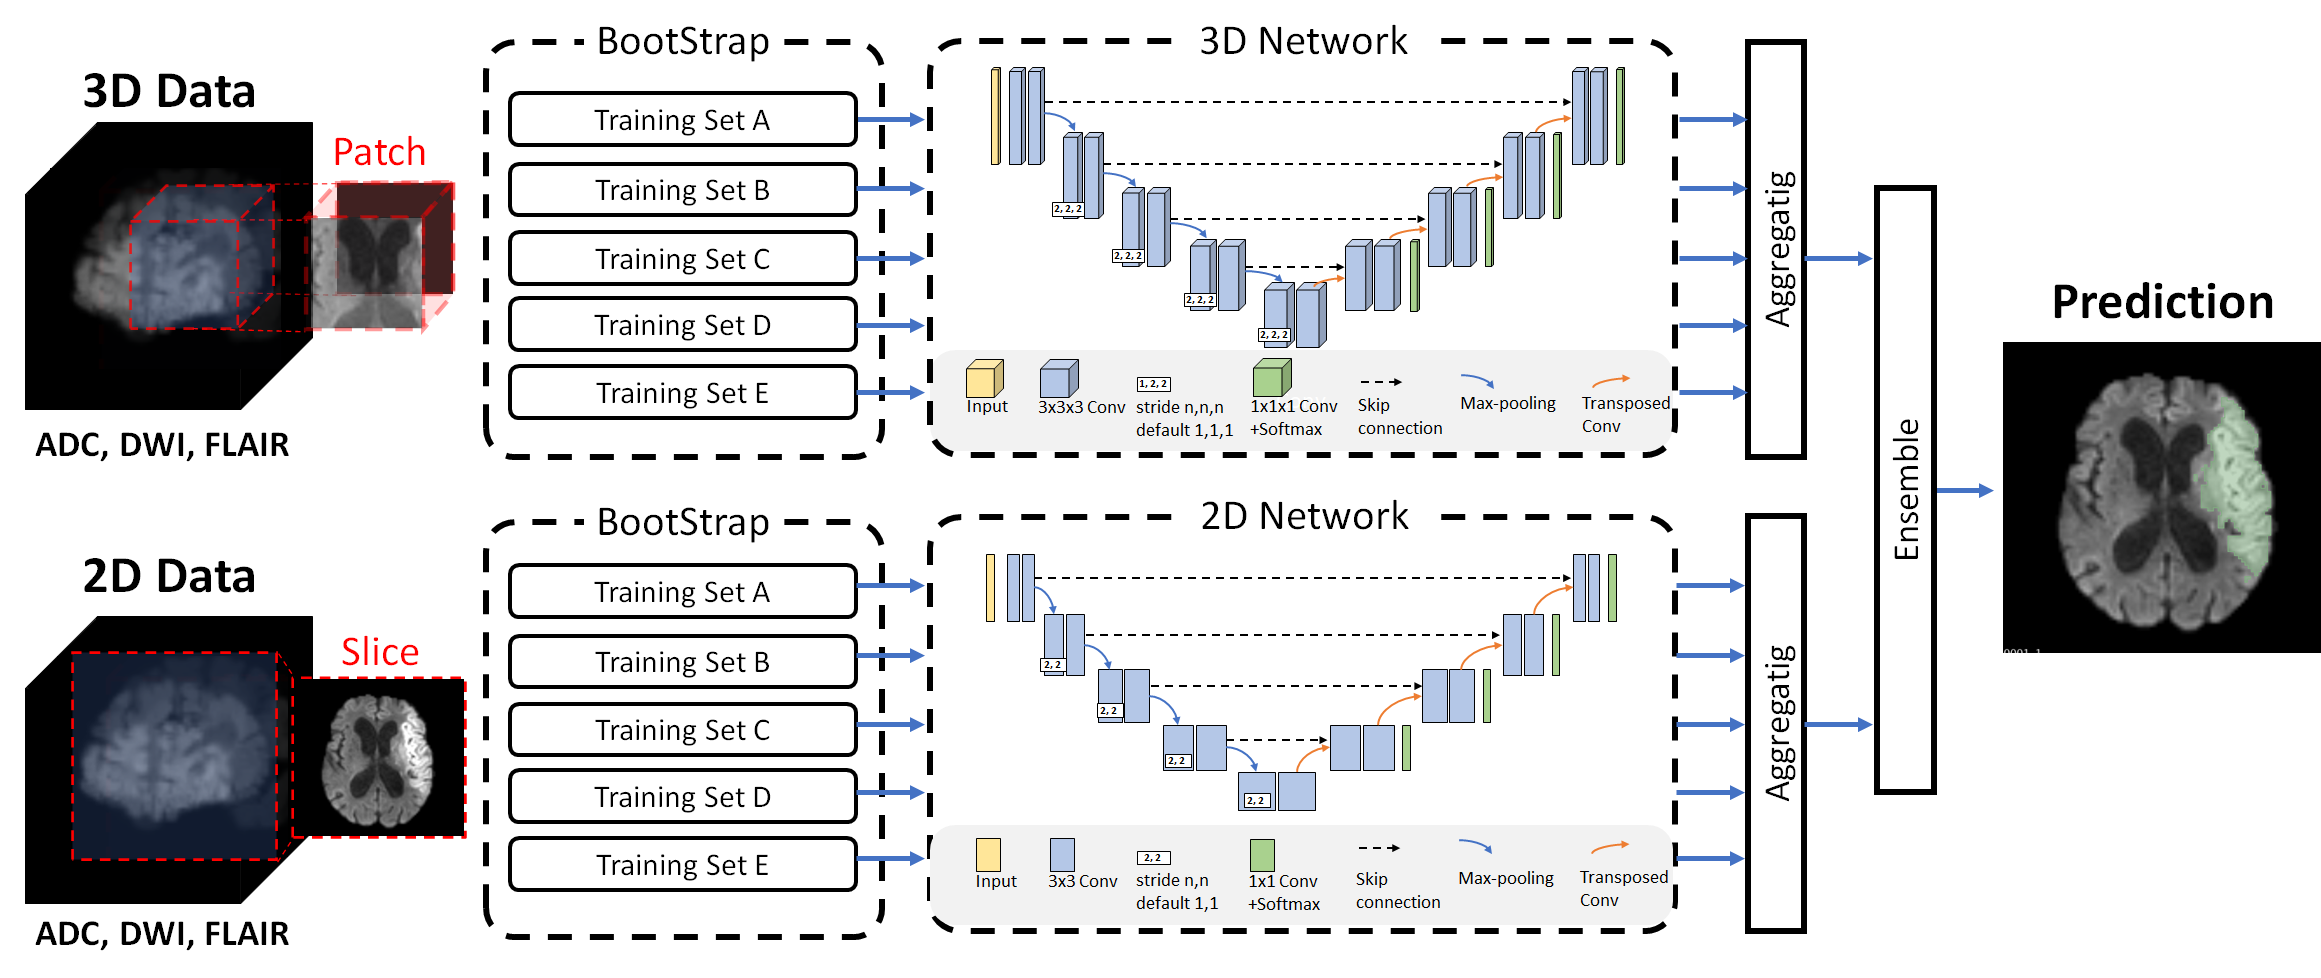 3D Data
Patch
ADC, DWI, FLAIR
BootStrap
Training Set A
Training Set B
Training Set C
Training Set D
Training Set E
3D Network
2, 2, 2
2, 2, 2
2, 2, 2
2, 2, 2
Input
3x3x3 Conv
1, 2, 2
stride n,n,n
default 1,1,1
1x1x1 Conv
+Softmax
Skip
connection
Max-pooling
Transposed
Conv
Aggregatig
2D Data
Slice
ADC, DWI, FLAIR
BootStrap
Training Set A
Training Set B
Training Set C
Training Set D
Training Set E
2D Network
2, 2
2, 2
2, 2
2, 2
Input
3x3 Conv
2, 2
stride n,n
default 1,1
1x1 Conv
+Softmax
Skip
connection
Max-pooling
Transposed
Conv
Aggregatig
Ensemble
Prediction